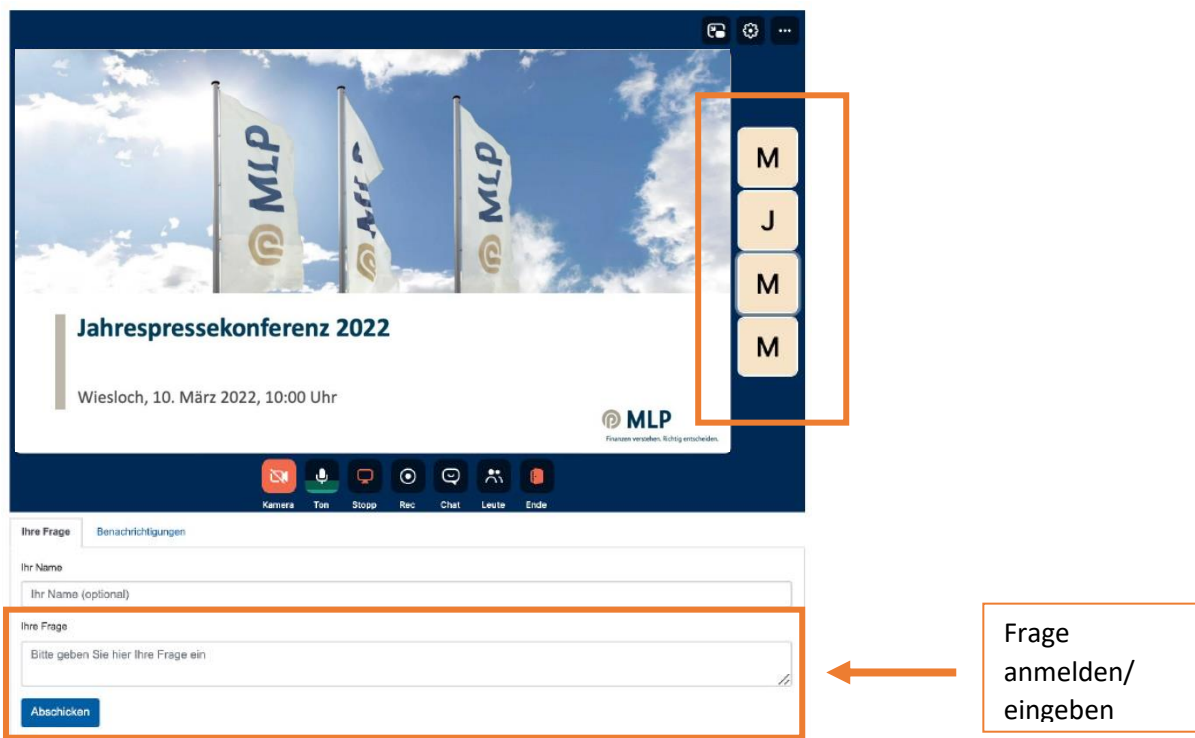 MLP
MLP
MLP
Jahrespressekonferenz 2022
Wiesloch, 10. März 2022, 10:00 Uhr
MLP
Finanzen verstehen. Richtig entscheiden.
M
J
M
M
Kamera Ton Stopp Rec Chat Leute Ende
Ihre Frage Benachrichtigungen
Ihr Name
Ihr Name (optional)
Ihre Frage
Bitte geben Sie hier Ihre Frage ein
Abschicken
Frage
anmelden/
eingeben